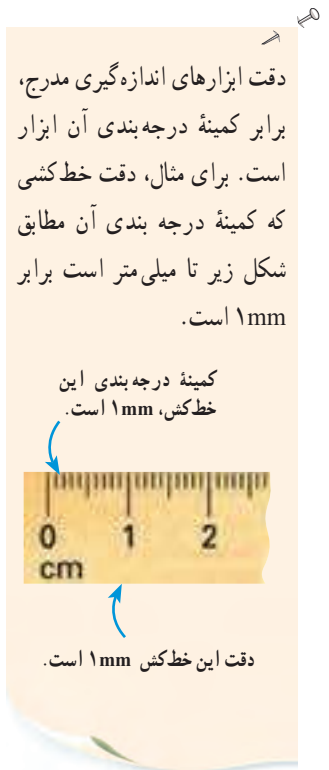 دقت ابزارهای اندازه‌گیری مدرج،
برابر کمینهٔ درجه‌بندی آن ابزار
است. برای مثال، دقت خط‌کشی
که کمینهٔ درجه بندی آن مطابق
شکل زیر تا میلی‌متر است برابر
۱mm است.
کمینهٔ درجه‌بندی این
خط‌کش، ۱mm است.
0 1 2
cm
دقت این خط‌کش ۱mm است.